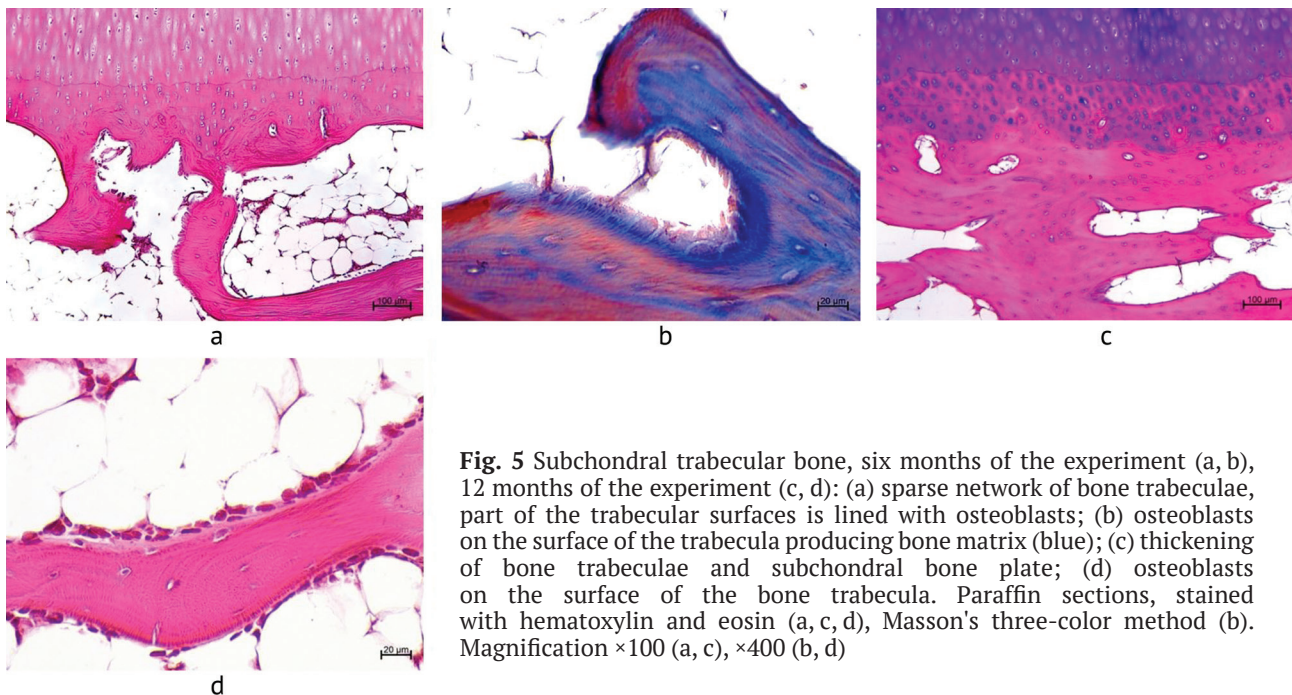 100 µm
20 µm
100 µm
a
b
c
20 µm
d
Fig. 5 Subchondral trabecular bone, six months of the experiment (a, b),
12 months of the experiment (c, d): (a) sparse network of bone trabeculae,
part of the trabecular surfaces is lined with osteoblasts; (b) osteoblasts
on the surface of the trabecula producing bone matrix (blue); (c) thickening
of bone trabeculae and subchondral bone plate; (d) osteoblasts
on the surface of the bone trabecula. Paraffin sections, stained
with hematoxylin and eosin (a, c, d), Masson's three-color method (b).
Magnification ×100 (a, c), ×400 (b, d)